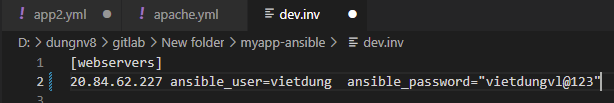 ! app2.yml ! apache.yml dev.inv
D: > dungnv8 > gitlab > New folder > myapp-ansible > dev.inv
1 [webservers]
2 20.84.62.227 ansible_user=vietdung  ansible_password="vietdungvl@123"